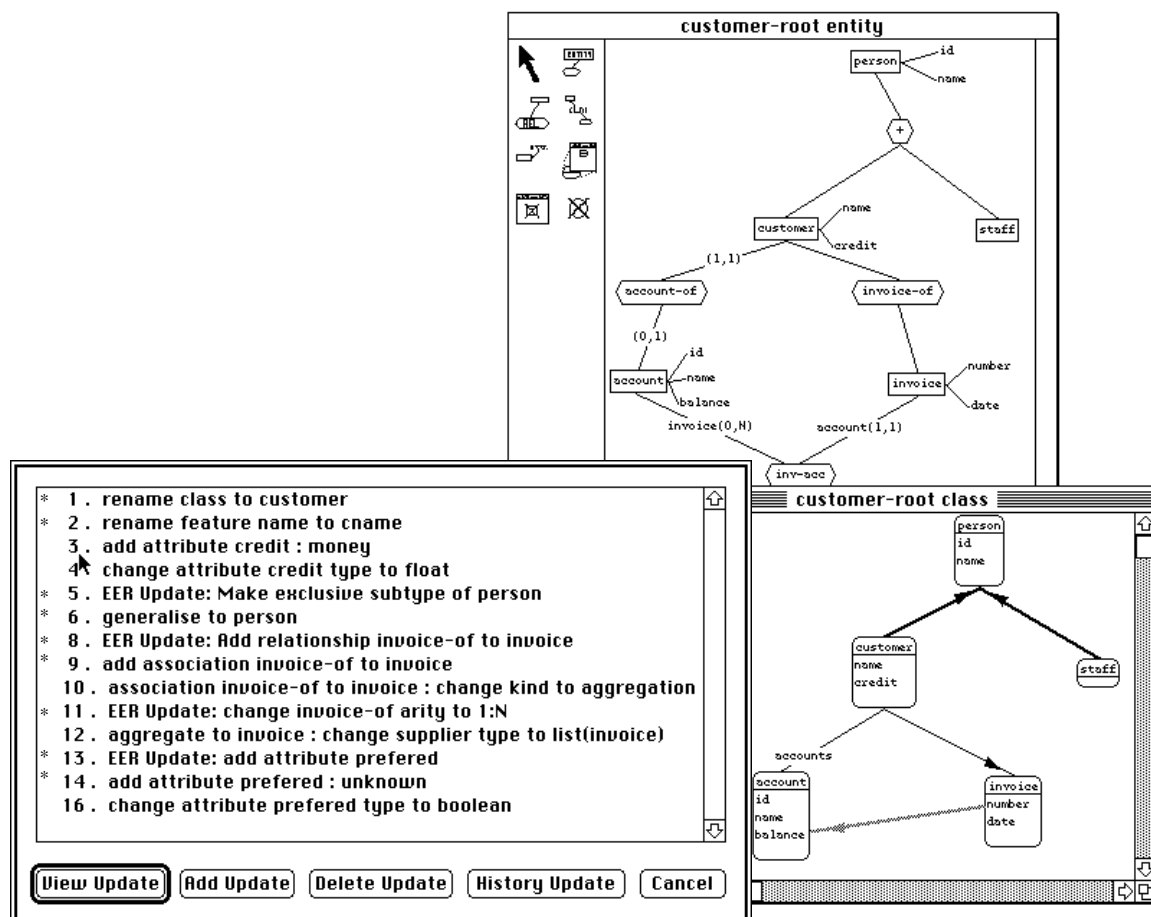 customer-root entity
id
person
name
+
name
customer
credit
staff
(1,1)
account-of
invoice-of
(0,1)
id
account
name
balance
number
invoice
date
invoice(0,N)
account(1,1)
inv-acc
* 1. rename class to customer
* 2. rename feature name to cname
3. add attribute credit : money
4. change attribute credit type to float
* 5. EER Update: Make exclusive subtype of person
* 6. generalise to person
* 8. EER Update: Add relationship invoice-of to invoice
* 9. add association invoice-of to invoice
10. association invoice-of to invoice : change kind to aggregation
* 11. EER Update: change invoice-of arity to 1:N
12. aggregate to invoice : change supplier type to list(invoice)
* 13. EER Update: add attribute prefered
* 14. add attribute prefered : unknown
16. change attribute prefered type to boolean
View Update
Add Update
Delete Update
History Update
Cancel
customer-root class
person
id
name
customer
name
credit
staff
accounts
account
id
name
balance
invoice
number
date